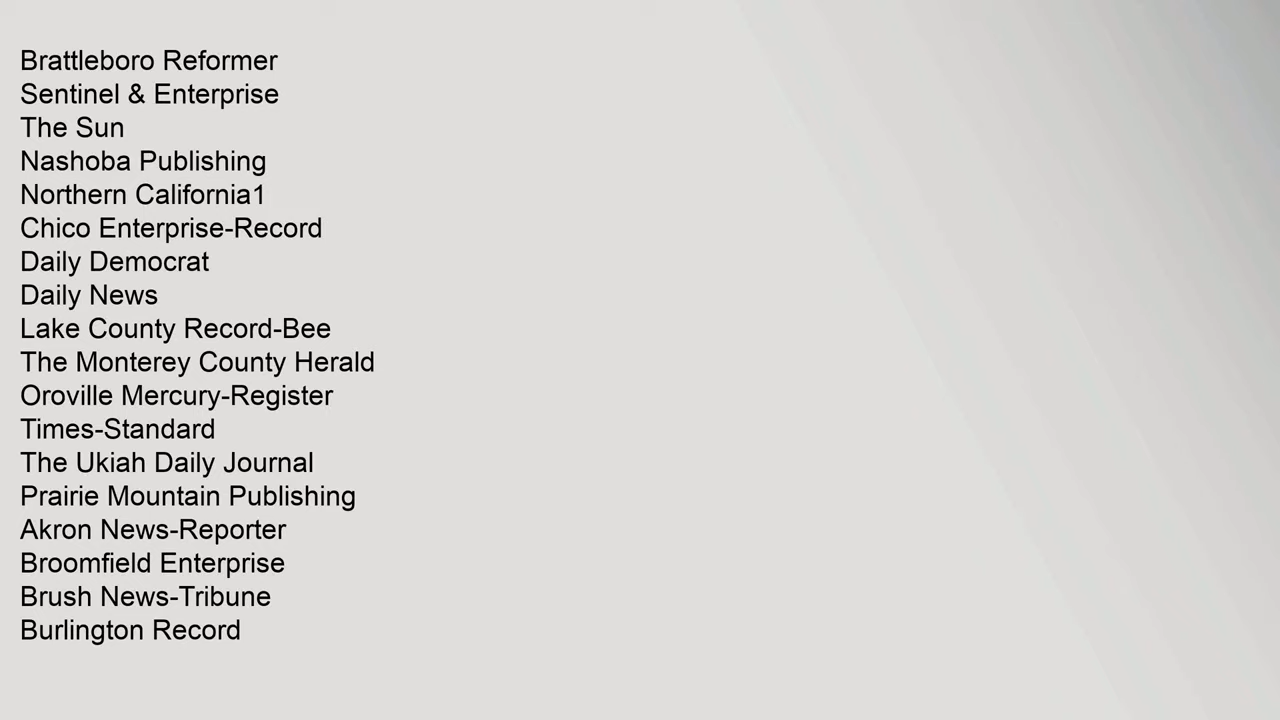 Brattleboro Reformer
Sentinel & Enterprise
The Sun
Nashoba Publishing
Northern California1
Chico Enterprise-Record
Daily Democrat
Daily News
Lake County Record-Bee
The Monterey County Herald
Oroville Mercury-Register
Times-Standard
The Ukiah Daily Journal
Prairie Mountain Publishing
Akron News-Reporter
Broomfield Enterprise
Brush News-Tribune
Burlington Record